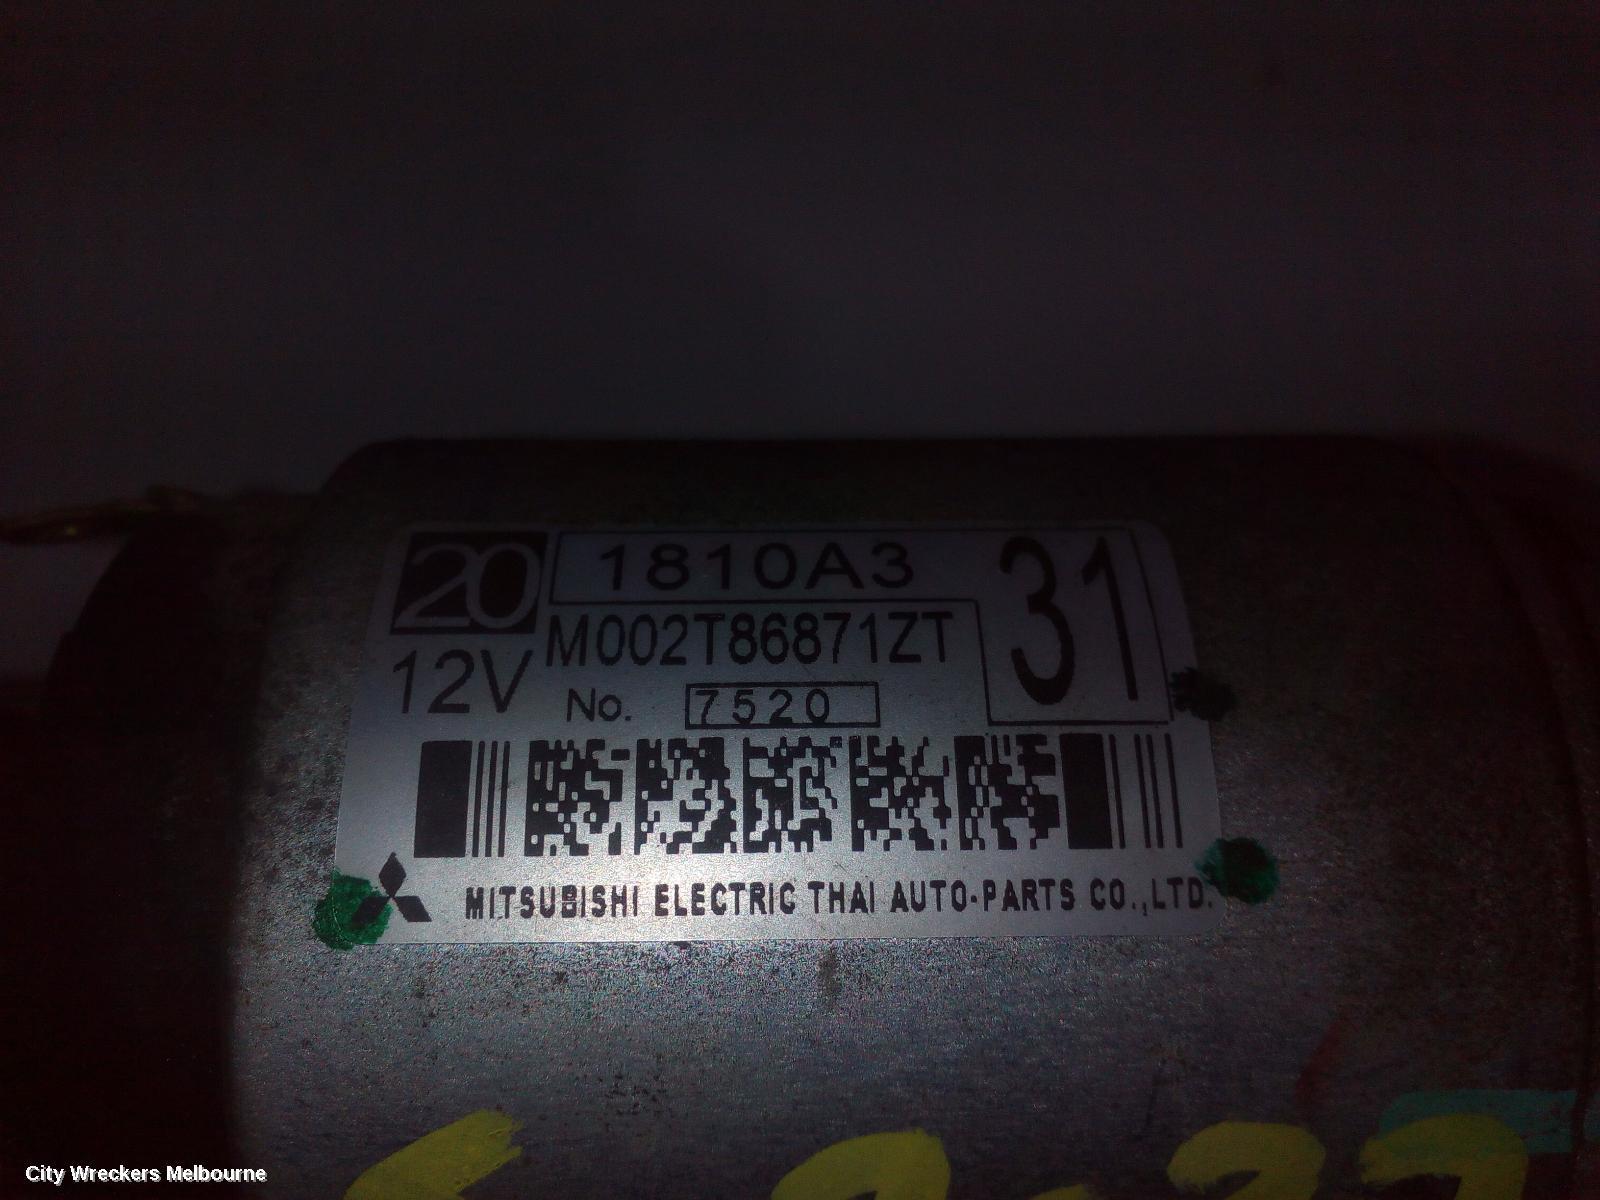 20 1810A3 31
M002T86871ZT
12V
No. 7520
MITSUBISHI ELECTRIC THAI AUTO-PARTS CO.,LTD.
City Wreckers Melbourne